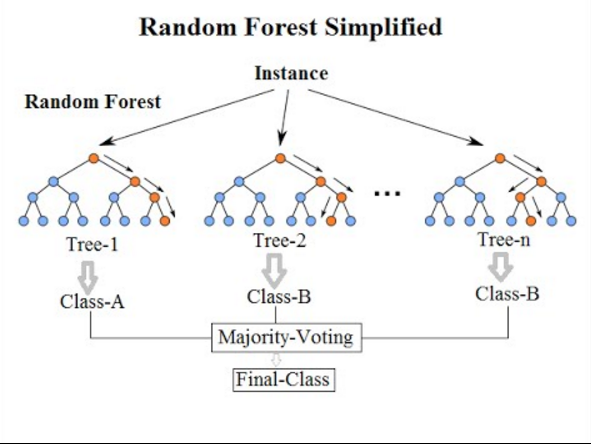 Random Forest Simplified
Instance
Random Forest
...
Tree-1 Tree-2 Tree-n
Class-A Class-B Class-B
Majority-Voting
Final-Class